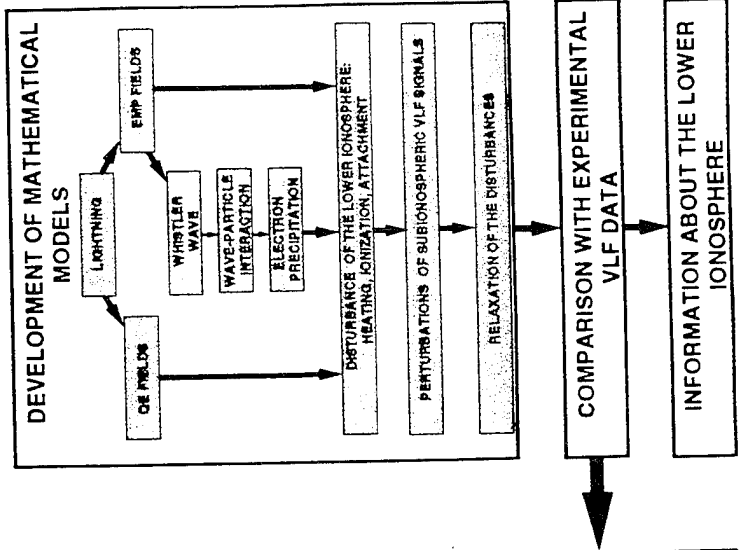 DEVELOPMENT OF MATHEMATICAL
MODELS
LIGHTNING
QE FIELDS
EMP FIELDS
WHISTLER
WAVE
WAVE-PARTICLE
INTERACTION
ELECTRON
PRECIPITATION
DISTURBANCE OF THE LOWER IONOSPHERE:
HEATING, IONIZATION, ATTACHMENT
PERTURBATIONS OF SUBIONOSPHERIC VLF SIGNALS
RELAXATION OF THE DISTURBANCES
COMPARISON WITH EXPERIMENTAL
VLF DATA
INFORMATION ABOUT THE LOWER
IONOSPHERE